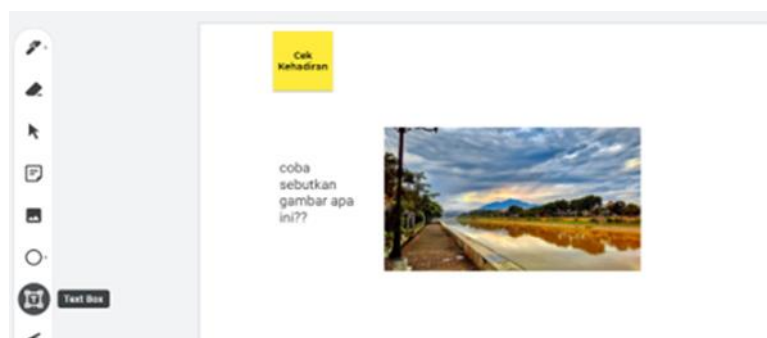 Cek
Kehadiran
coba
sebutkan
gambar apa
ini??
Text Box